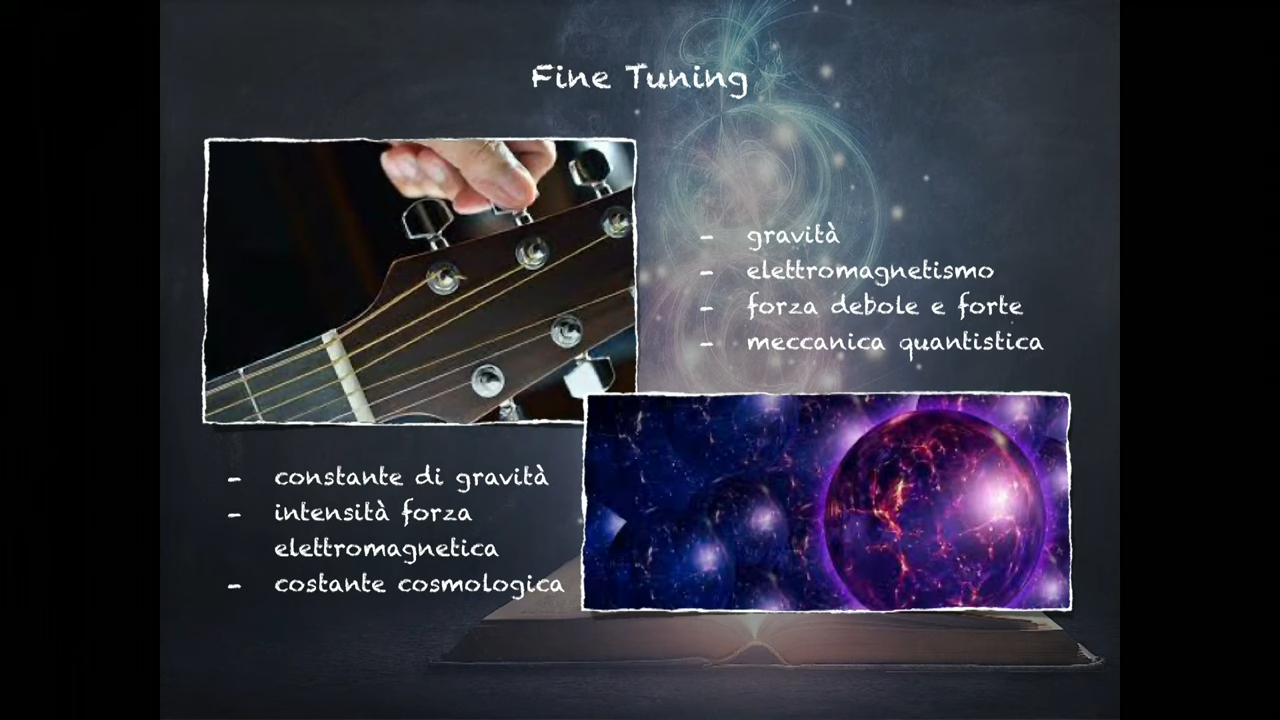 Fine Tuning
- gravità
- elettromagnetismo
- forza debole e forte
- meccanica quantistica
- constante di gravità
- intensità forza
elettromagnetica
- costante cosmologica